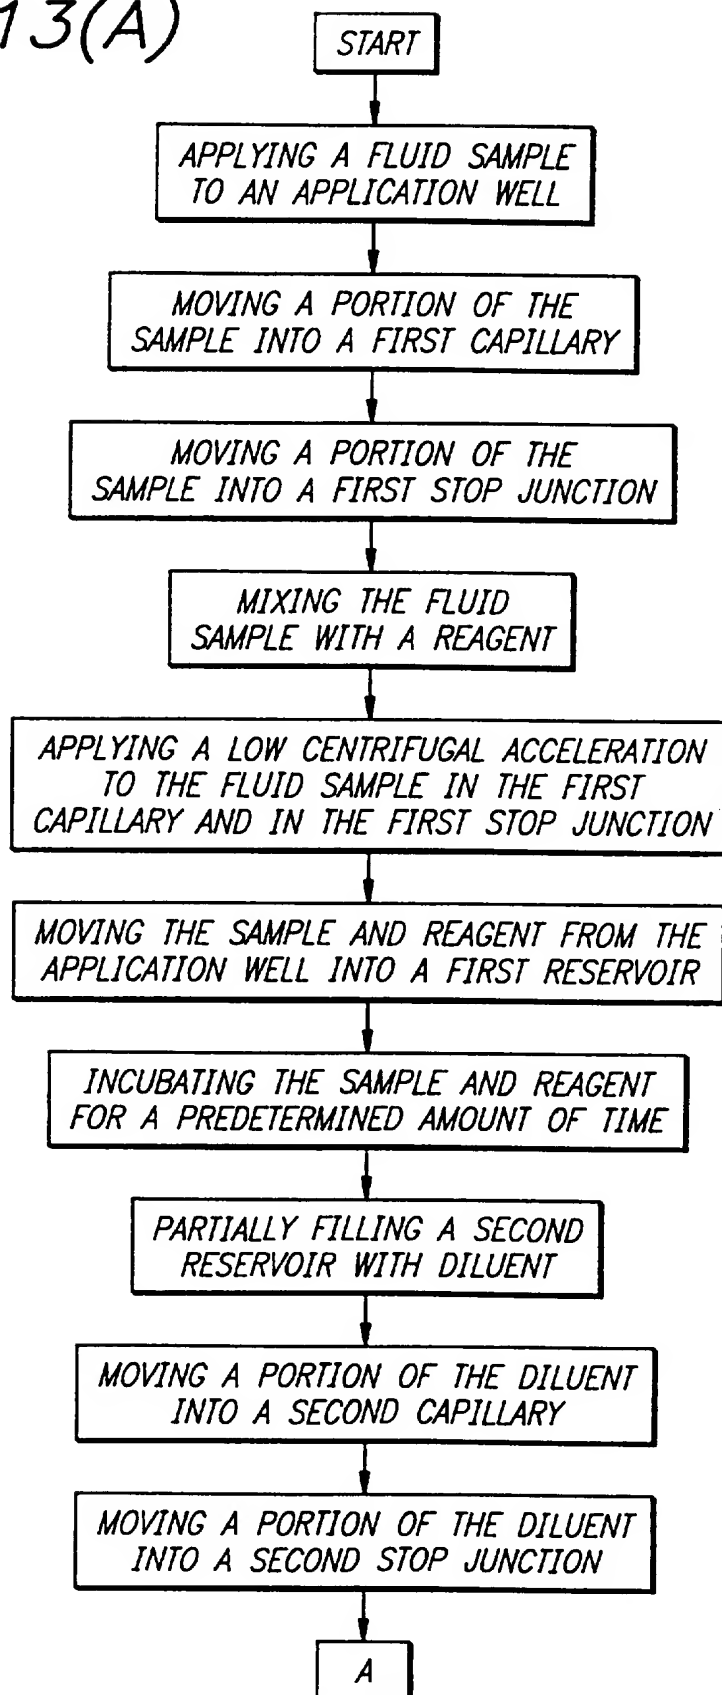 13(A)
START
APPLYING A FLUID SAMPLE
TO AN APPLICATION WELL
MOVING A PORTION OF THE
SAMPLE INTO A FIRST CAPILLARY
MOVING A PORTION OF THE
SAMPLE INTO A FIRST STOP JUNCTION
MIXING THE FLUID
SAMPLE WITH A REAGENT
APPLYING A LOW CENTRIFUGAL ACCELERATION
TO THE FLUID SAMPLE IN THE FIRST
CAPILLARY AND IN THE FIRST STOP JUNCTION
MOVING THE SAMPLE AND REAGENT FROM THE
APPLICATION WELL INTO A FIRST RESERVOIR
INCUBATING THE SAMPLE AND REAGENT
FOR A PREDETERMINED AMOUNT OF TIME
PARTIALLY FILLING A SECOND
RESERVOIR WITH DILUENT
MOVING A PORTION OF THE DILUENT
INTO A SECOND CAPILLARY
MOVING A PORTION OF THE DILUENT
INTO A SECOND STOP JUNCTION
A